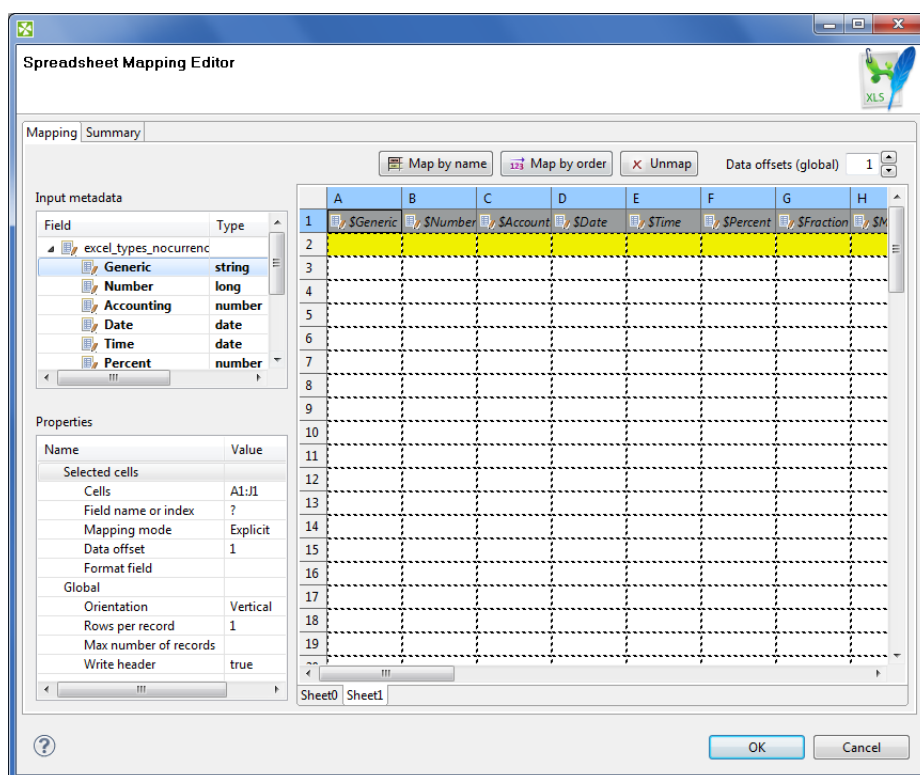 Spreadsheet Mapping Editor
XLS
Mapping Summary
Map by name 123 Map by order Unmap Data offsets (global) 1
Input metadata
Field Type
excel_types_nocurrenc
Generic string
Number long
Accounting number
Date date
Time date
Percent number
Properties
Name Value
Selected cells
Cells A1:J1
Field name or index ?
Mapping mode Explicit
Data offset 1
Format field
Global
Orientation Vertical
Rows per record 1
Max number of records
Write header true
A B C D E F G H
1 $Generic $Number $Account $Date $Time $Percent $Fraction $M
2
3
4
5
6
7
8
9
10
11
12
13
14
15
16
17
18
19
Sheet0 Sheet1
? OK Cancel